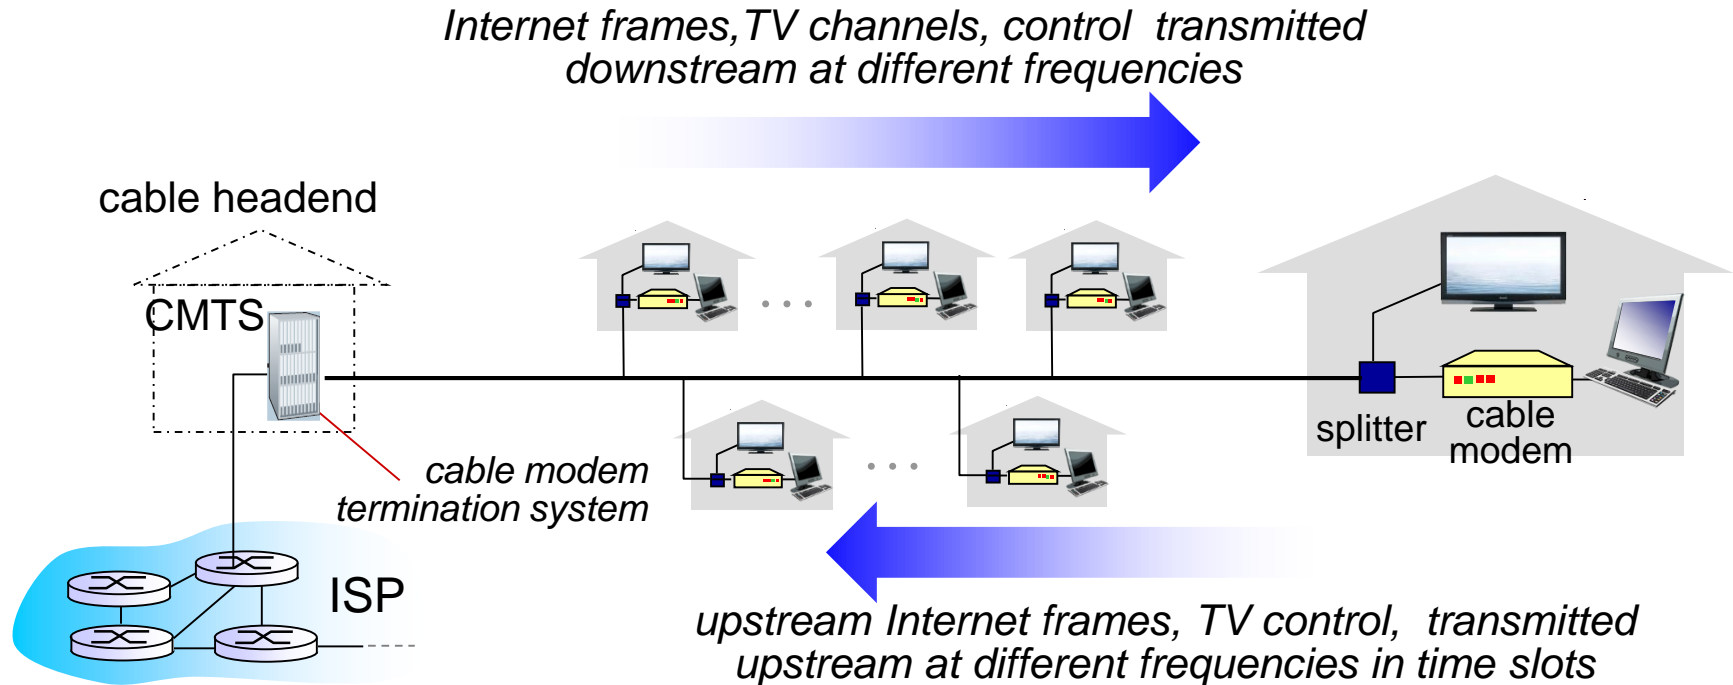 Internet frames,TV channels, control transmitted
downstream at different frequencies
cable headend
CMTS
splitter
cable
modem
cable modem
termination system
ISP
upstream Internet frames, TV control, transmitted
upstream at different frequencies in time slots